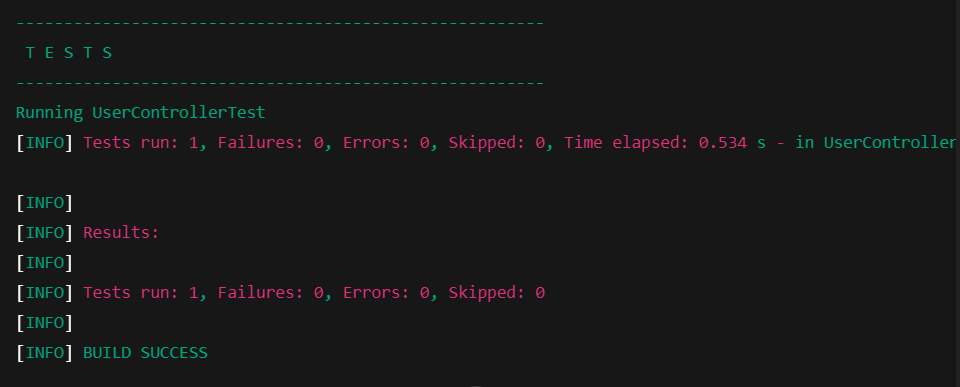 -------------------------------------------------------
T E S T S
-------------------------------------------------------
Running UserControllerTest
[INFO] Tests run: 1, Failures: 0, Errors: 0, Skipped: 0, Time elapsed: 0.534 s - in UserController
[INFO]
[INFO] Results:
[INFO]
[INFO] Tests run: 1, Failures: 0, Errors: 0, Skipped: 0
[INFO]
[INFO] BUILD SUCCESS